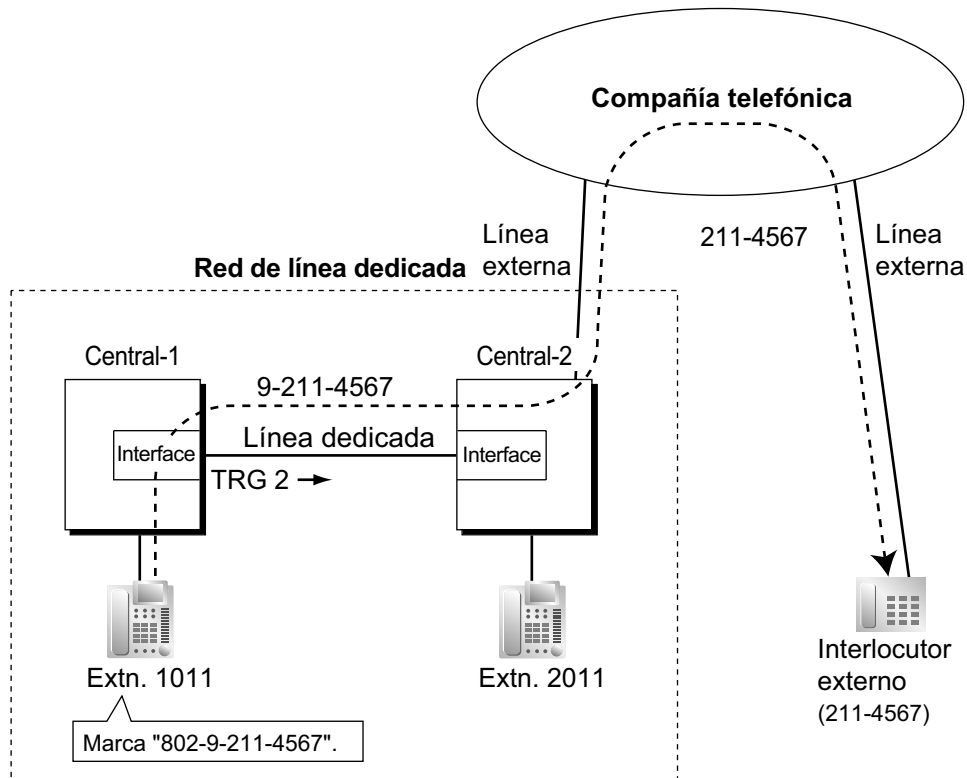 Compañía telefónica
Línea
externa
211-4567
Línea
externa
Red de línea dedicada
Central-1
Central-2
9-211-4567
Línea dedicada
Interface
Interface
TRG 2
Extn. 1011
Extn. 2011
Interlocutor
externo
(211-4567)
Marca "802-9-211-4567".